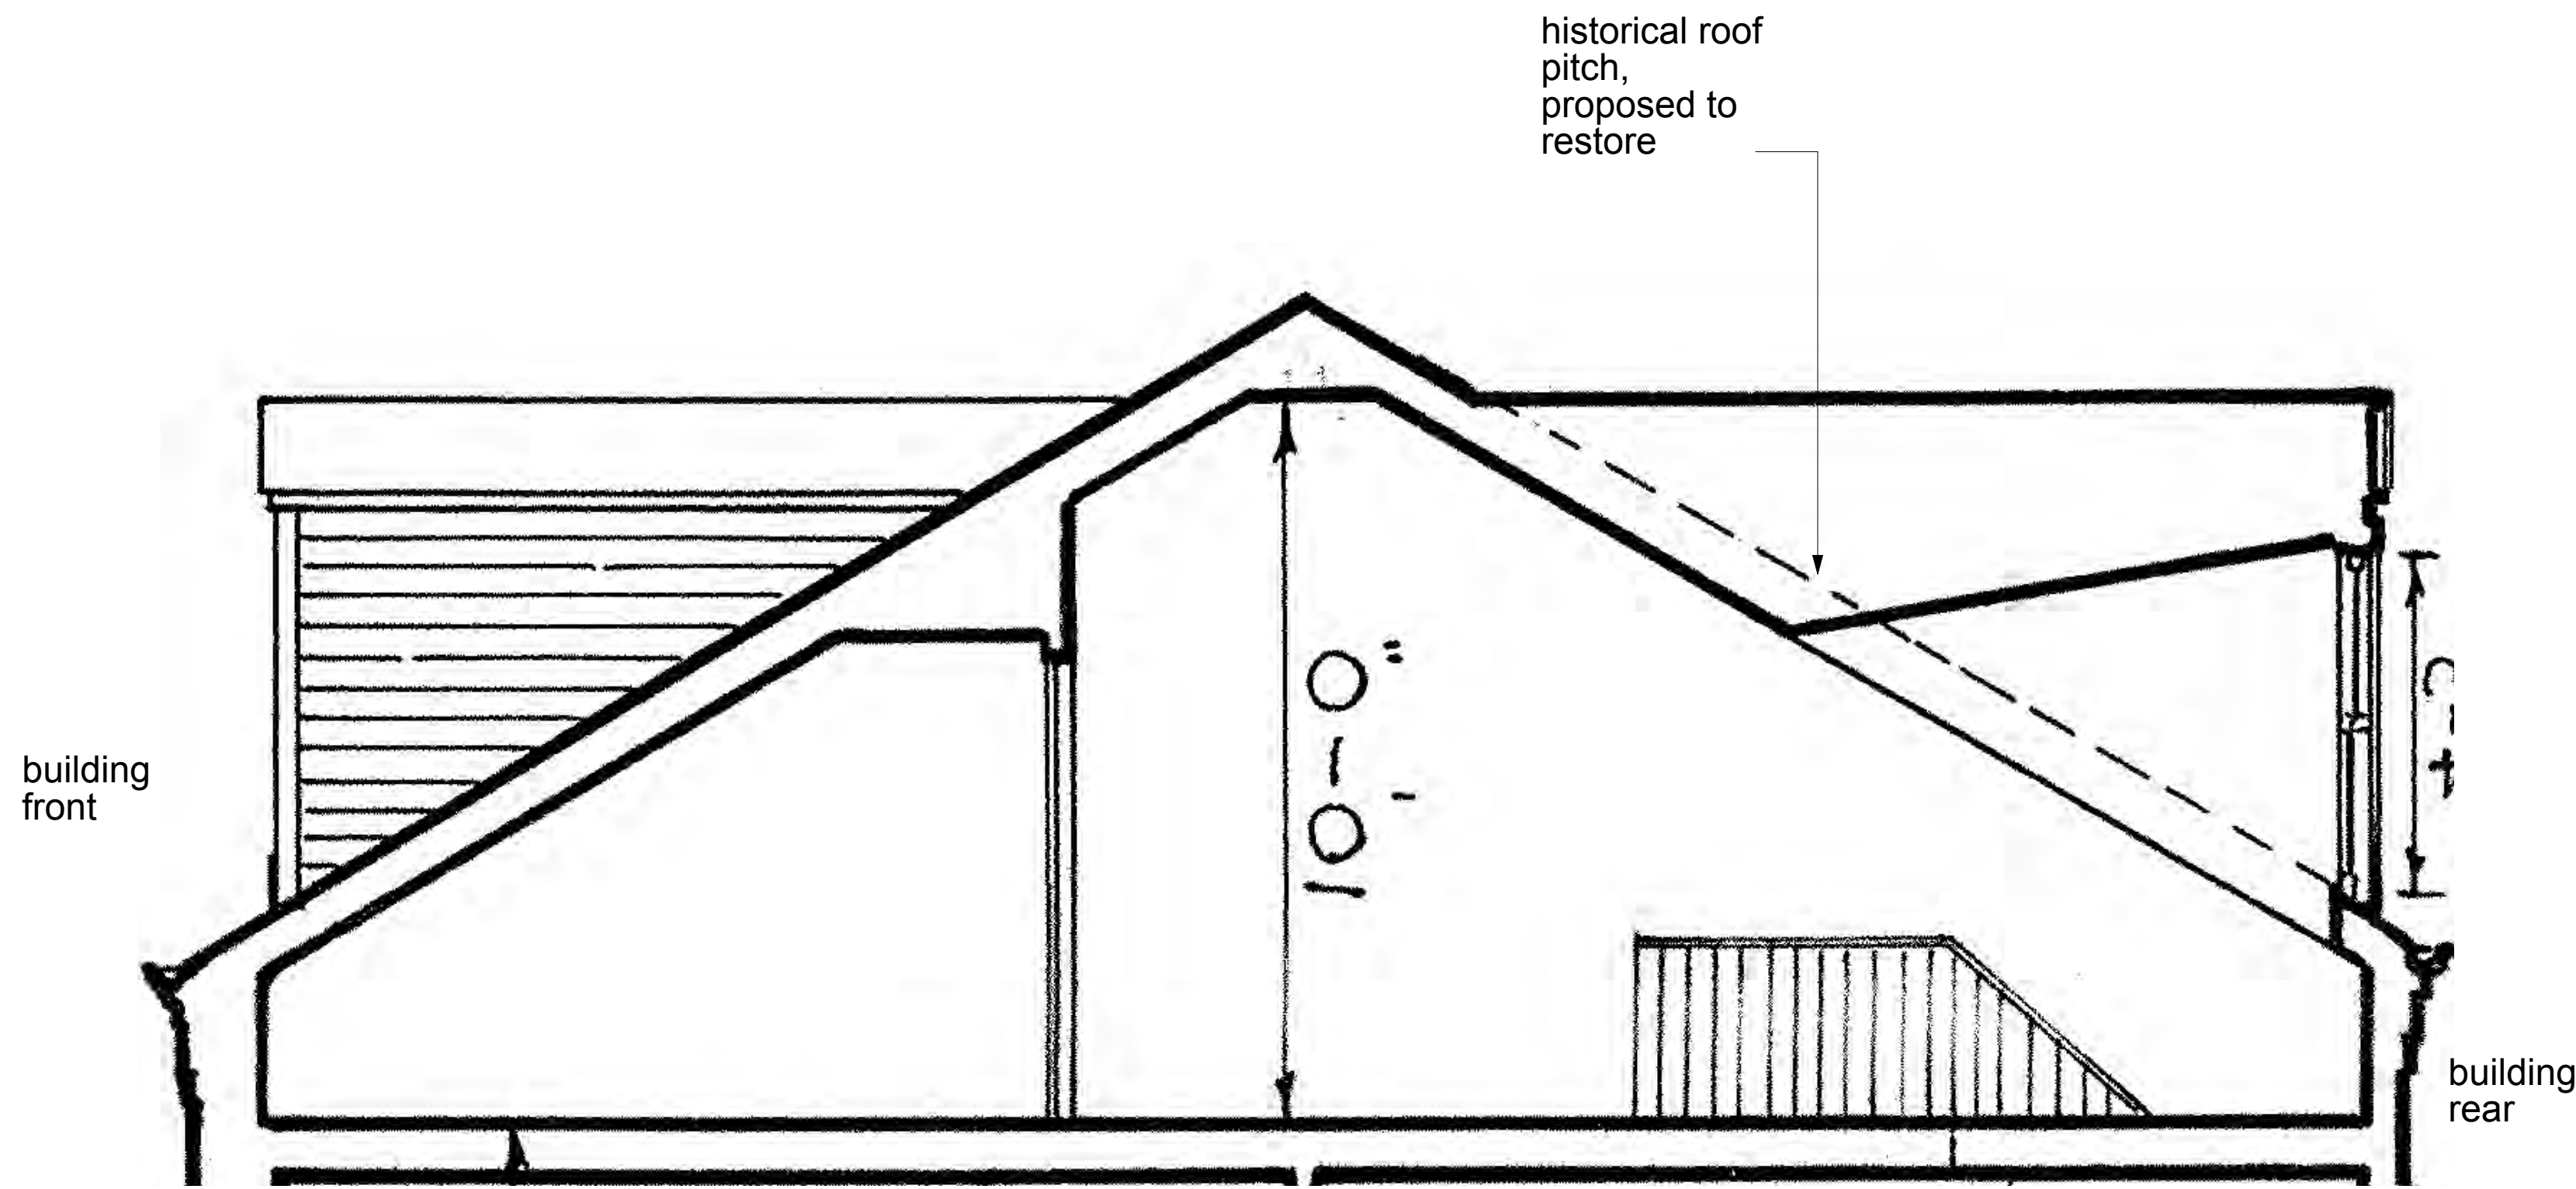 historical roof
pitch,
proposed to
restore
10'-0"
building
front
building
rear